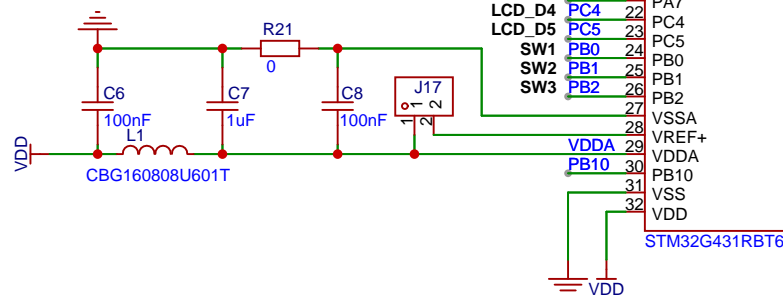 PA7
LCD_D4 PC4 22 PC4
LCD_D5 PC5 23 PC5
SW1 PB0 24 PB0
SW2 PB1 25 PB1
SW3 PB2 26 PB2
27 VSSA
28 VREF+
VDDA 29 VDDA
PB10 30 PB10
31 VSS
32 VDD
STM32G431RBT6
R21
0
C6
100nF
C7
1uF
C8
100nF
J17
1 1
2 2
L1
CBG160808U601T
VDD
VDD